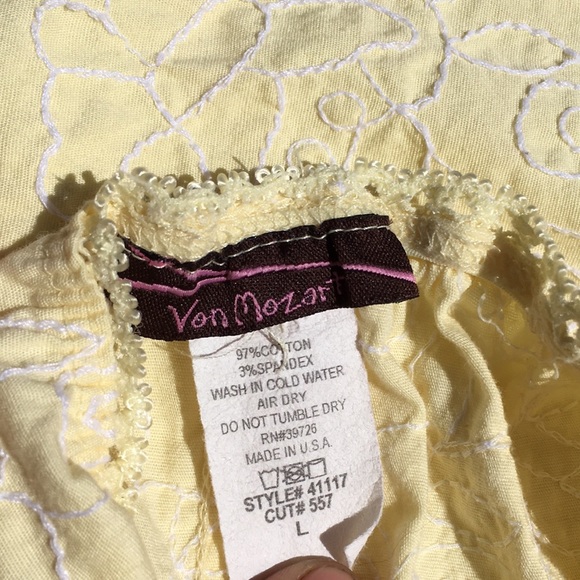 Von Mozart
97%COTTON
3%SPANDEX
WASH IN COLD WATER
AIR DRY
DO NOT TUMBLE DRY
RN#39726
MADE IN U.S.A.
STYLE# 41117
CUT# 557
L